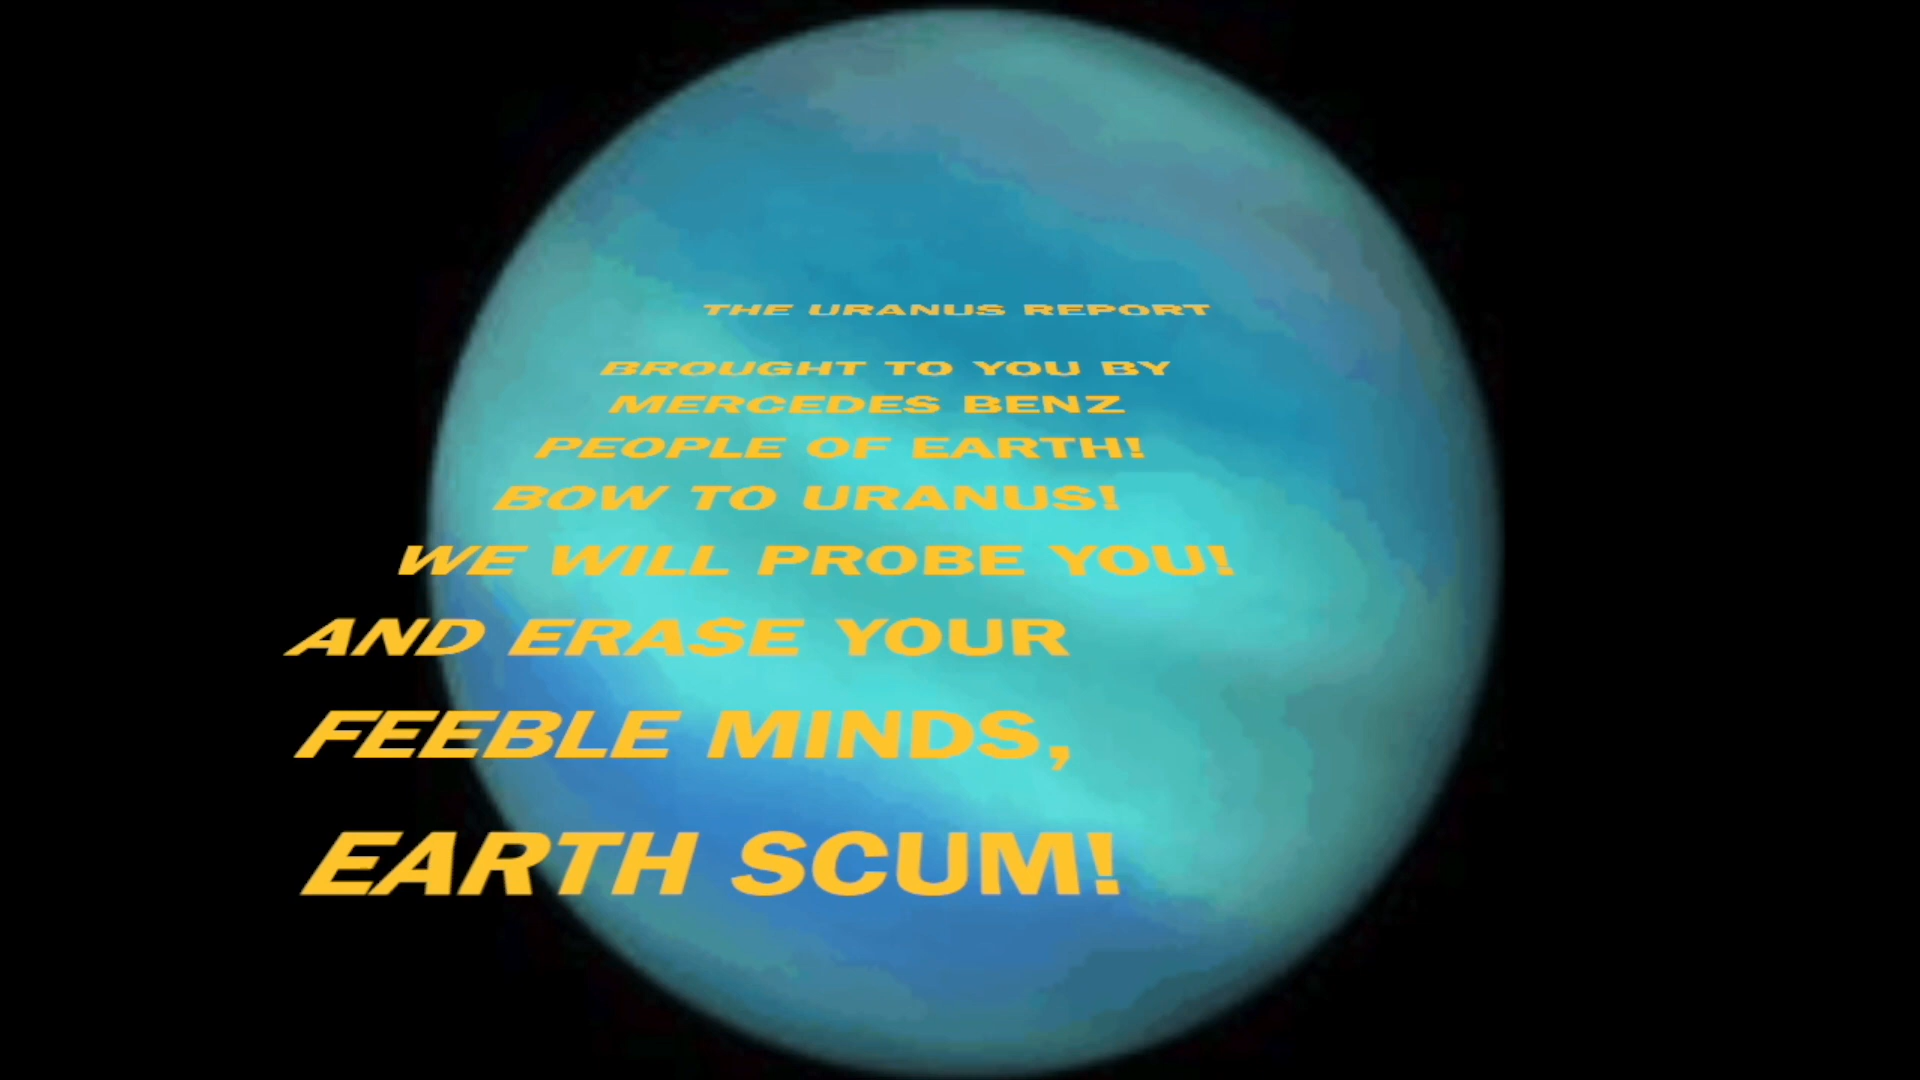 THE URANUS REPORT
BROUGHT TO YOU BY
MERCEDES BENZ
PEOPLE OF EARTH!
BOW TO URANUS!
WE WILL PROBE YOU!
AND ERASE YOUR
FEEBLE MINDS,
EARTH SCUM!